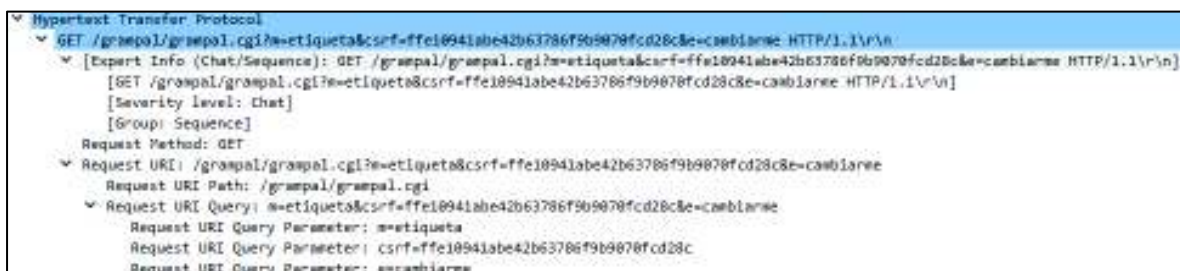 Hypertext Transfer Protocol
GET /grampal/grampal.cgi?m=etiqueta&csrf=ffe10941abe42b63786f9b9070fcd28c&e=cambiarme HTTP/1.1\r\n
[Expert Info (Chat/Sequence): GET /grampal/grampal.cgi?m=etiqueta&csrf=ffe10941abe42b63786f9b9070fcd28c&e=cambiarme HTTP/1.1\r\n]
[GET /grampal/grampal.cgi?m=etiqueta&csrf=ffe10941abe42b63786f9b9070fcd28c&e=cambiarme HTTP/1.1\r\n]
[Severity level: Chat]
[Group: Sequence]
Request Method: GET
Request URI: /grampal/grampal.cgi?m=etiqueta&csrf=ffe10941abe42b63786f9b9070fcd28c&e=cambiarme
Request URI Path: /grampal/grampal.cgi
Request URI Query: m=etiqueta&csrf=ffe10941abe42b63786f9b9070fcd28c&e=cambiarme
Request URI Query Parameter: m=etiqueta
Request URI Query Parameter: csrf=ffe10941abe42b63786f9b9070fcd28c
Request URI Query Parameter: e=cambiarme